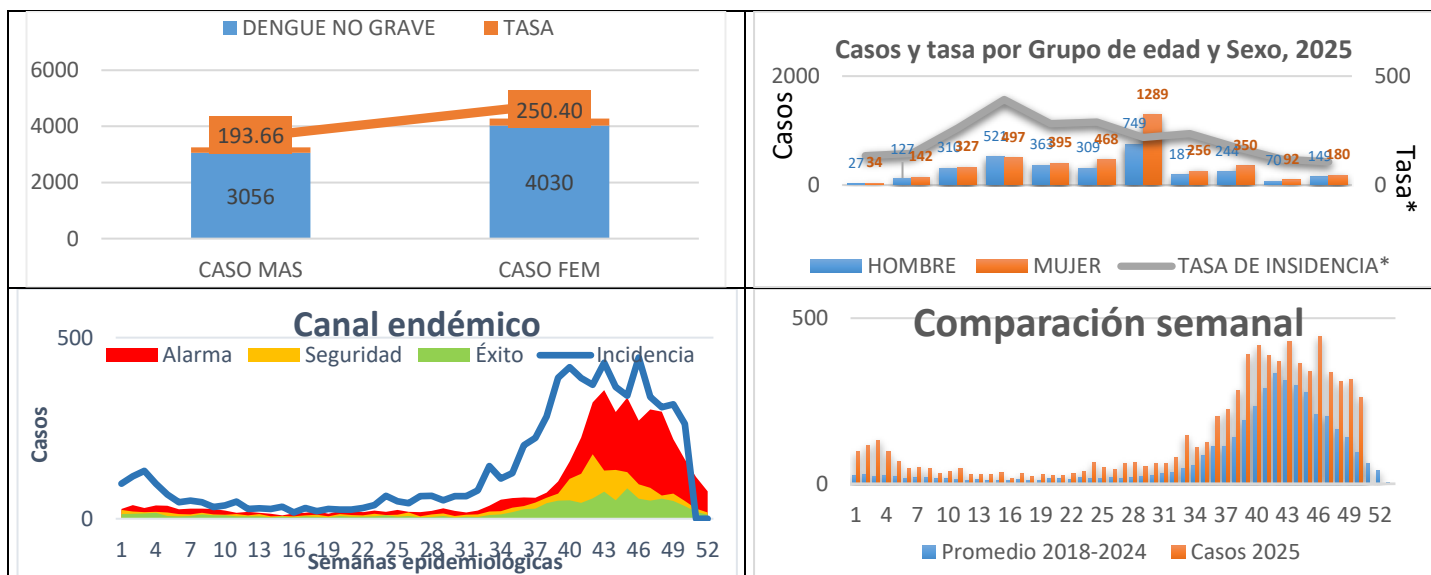 DENGUE NO GRAVE TASA
6000
4000
2000
0
193.66
250.40
3056
4030
CASO MAS CASO FEM
Casos y tasa por Grupo de edad y Sexo, 2025
Casos
2000
0
500
0
Tasa*
27 34 127 142 310 327 521 497 363 395 309 468 749 1289 187 256 244 350 70 92 149 180
HOMBRE MUJER TASA DE INSIDENCIA*
Canal endémico
Alarma Seguridad Éxito Incidencia
500
0
Casos
1 4 7 10 13 16 19 22 25 28 31 34 37 40 43 46 49 52
Semanas epidemiológicas
Comparación semanal
500
0
1 4 7 10 13 16 19 22 25 28 31 34 37 40 43 46 49 52
Promedio 2018-2024 Casos 2025